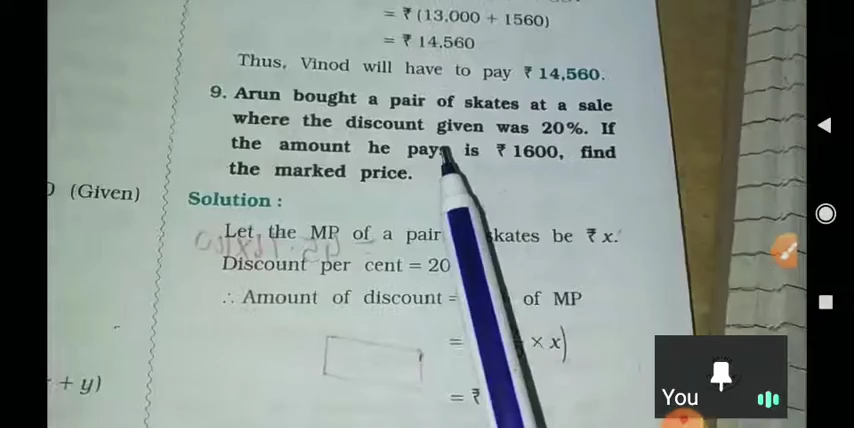 = ₹ (13,000 + 1560)
= ₹ 14,560
Thus, Vinod will have to pay ₹ 14,560.
9. Arun bought a pair of skates at a sale
where the discount given was 20%. If
the amount he pays is ₹ 1600, find
the marked price.
(Given)
Solution :
Let the MP of a pair skates be ₹ x.
Discount per cent = 20
∴ Amount of discount = of MP
= × x)
= ₹
+ y)
You